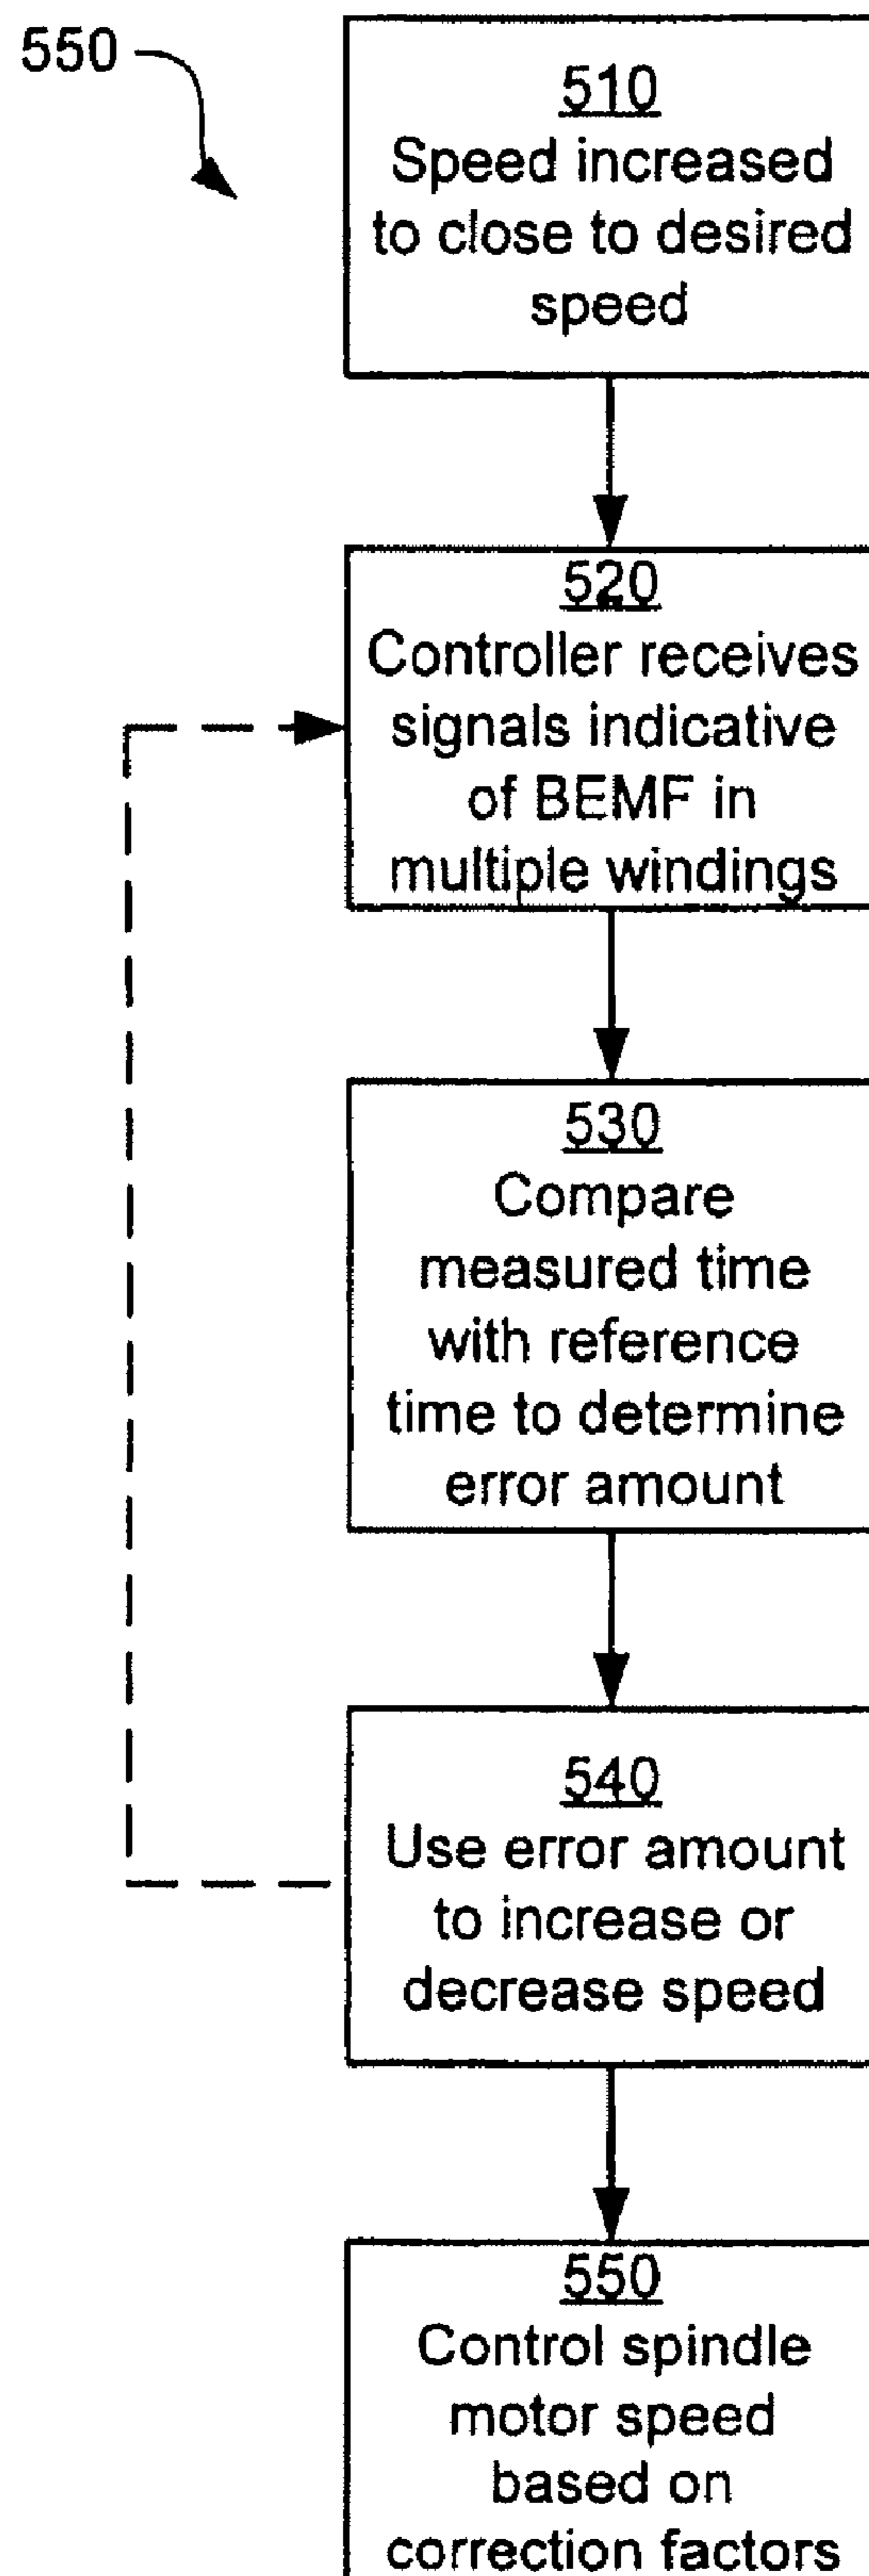 550
510
Speed increased
to close to desired
speed
520
Controller receives
signals indicative
of BEMF in
multiple windings
530
Compare
measured time
with reference
time to determine
error amount
540
Use error amount
to increase or
decrease speed
550
Control spindle
motor speed
based on
correction factors